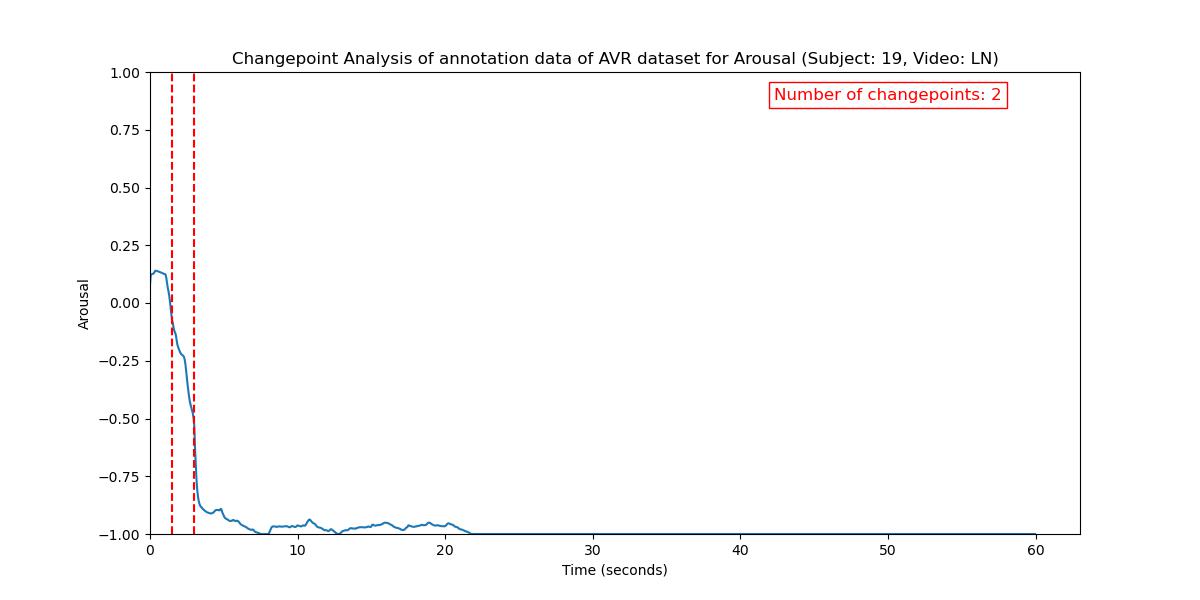 Changepoint Analysis of annotation data of AVR dataset for Arousal (Subject: 19, Video: LN)
Number of changepoints: 2
1.00
0.75
0.50
0.25
0.00
−0.25
−0.50
−0.75
−1.00
Arousal
0 10 20 30 40 50 60
Time (seconds)